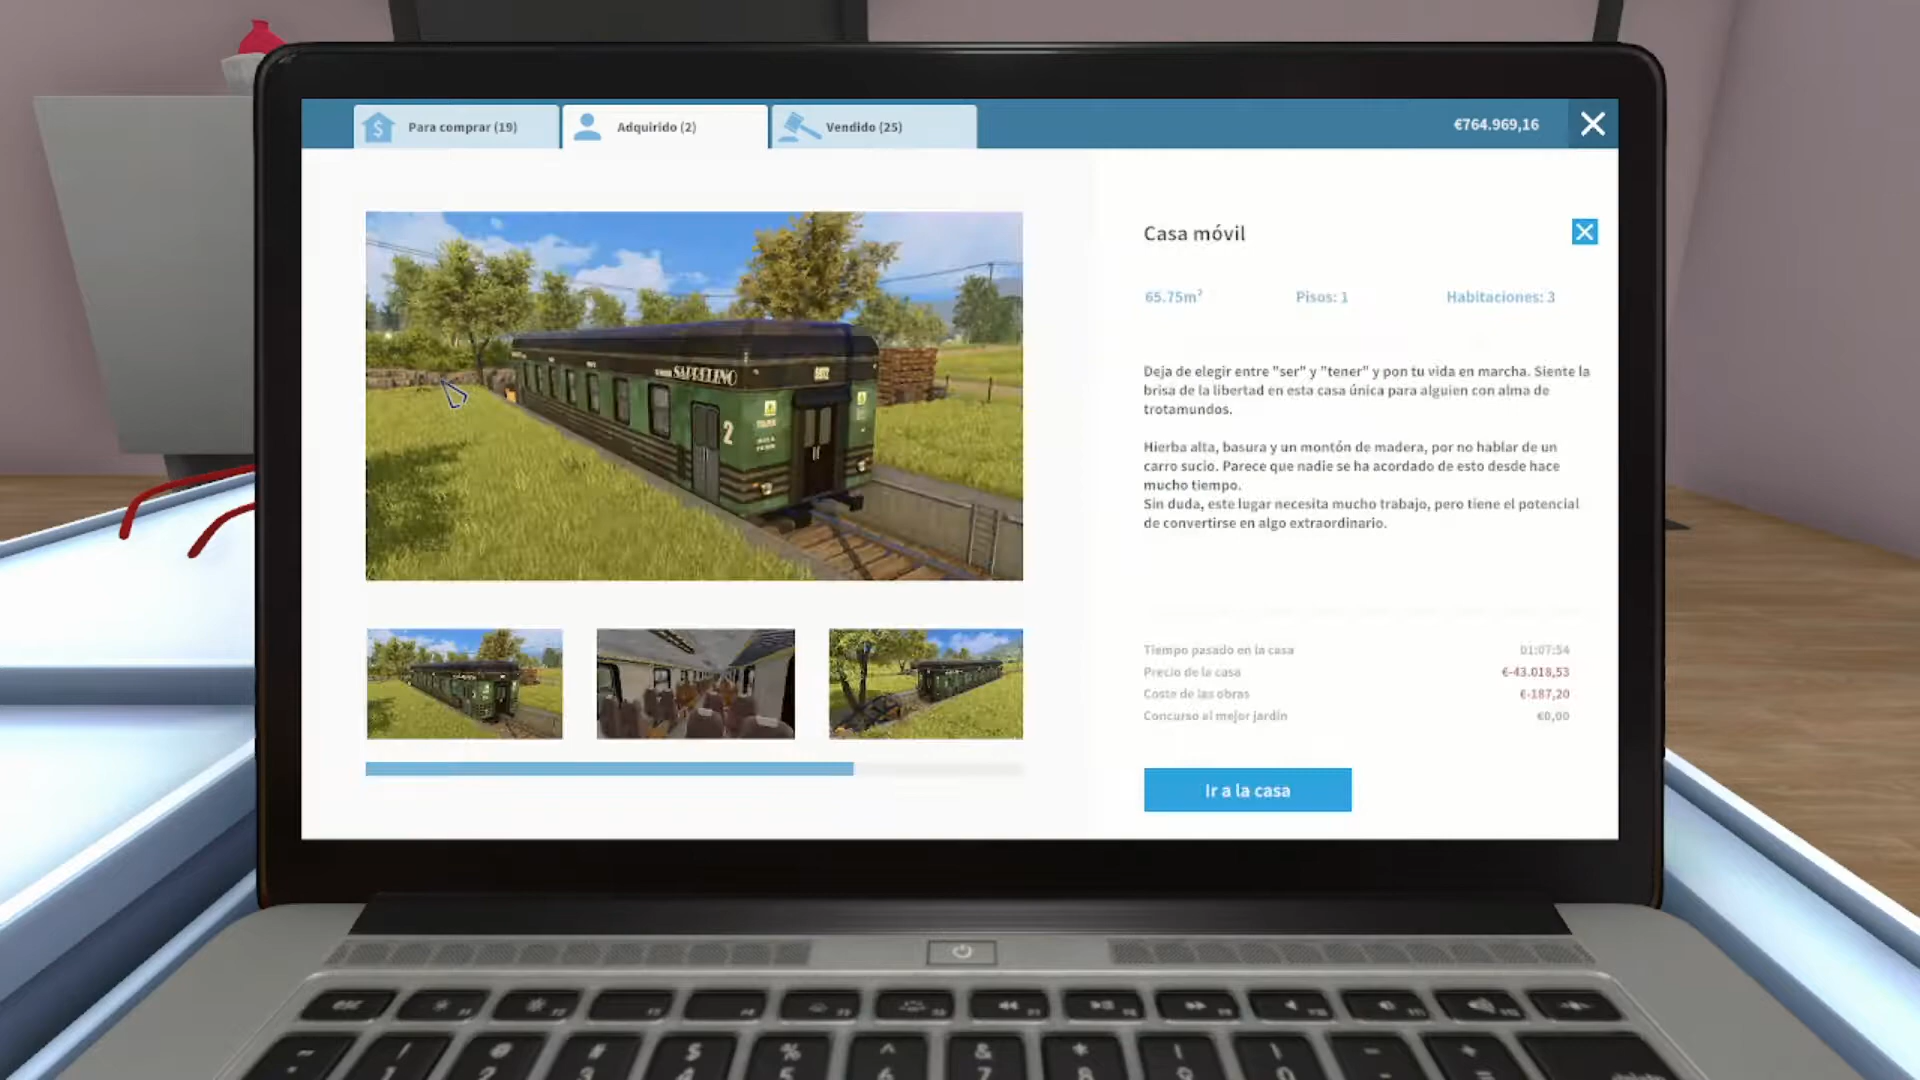 Para comprar (19)
Adquirido (2)
Vendido (25)
€764.969,16
SAPRELINO
2
Casa móvil
65.75m²
Pisos: 1
Habitaciones: 3
Deja de elegir entre "ser" y "tener" y pon tu vida en marcha. Siente la
brisa de la libertad en esta casa única para alguien con alma de
trotamundos.
Hierba alta, basura y un montón de madera, por no hablar de un
carro sucio. Parece que nadie se ha acordado de esto desde hace
mucho tiempo.
Sin duda, este lugar necesita mucho trabajo, pero tiene el potencial
de convertirse en algo extraordinario.
Tiempo pasado en la casa 01:07:54
Precio de la casa €-43.018,53
Coste de las obras €-187,20
Concurso al mejor jardín €0,00
Ir a la casa
esc